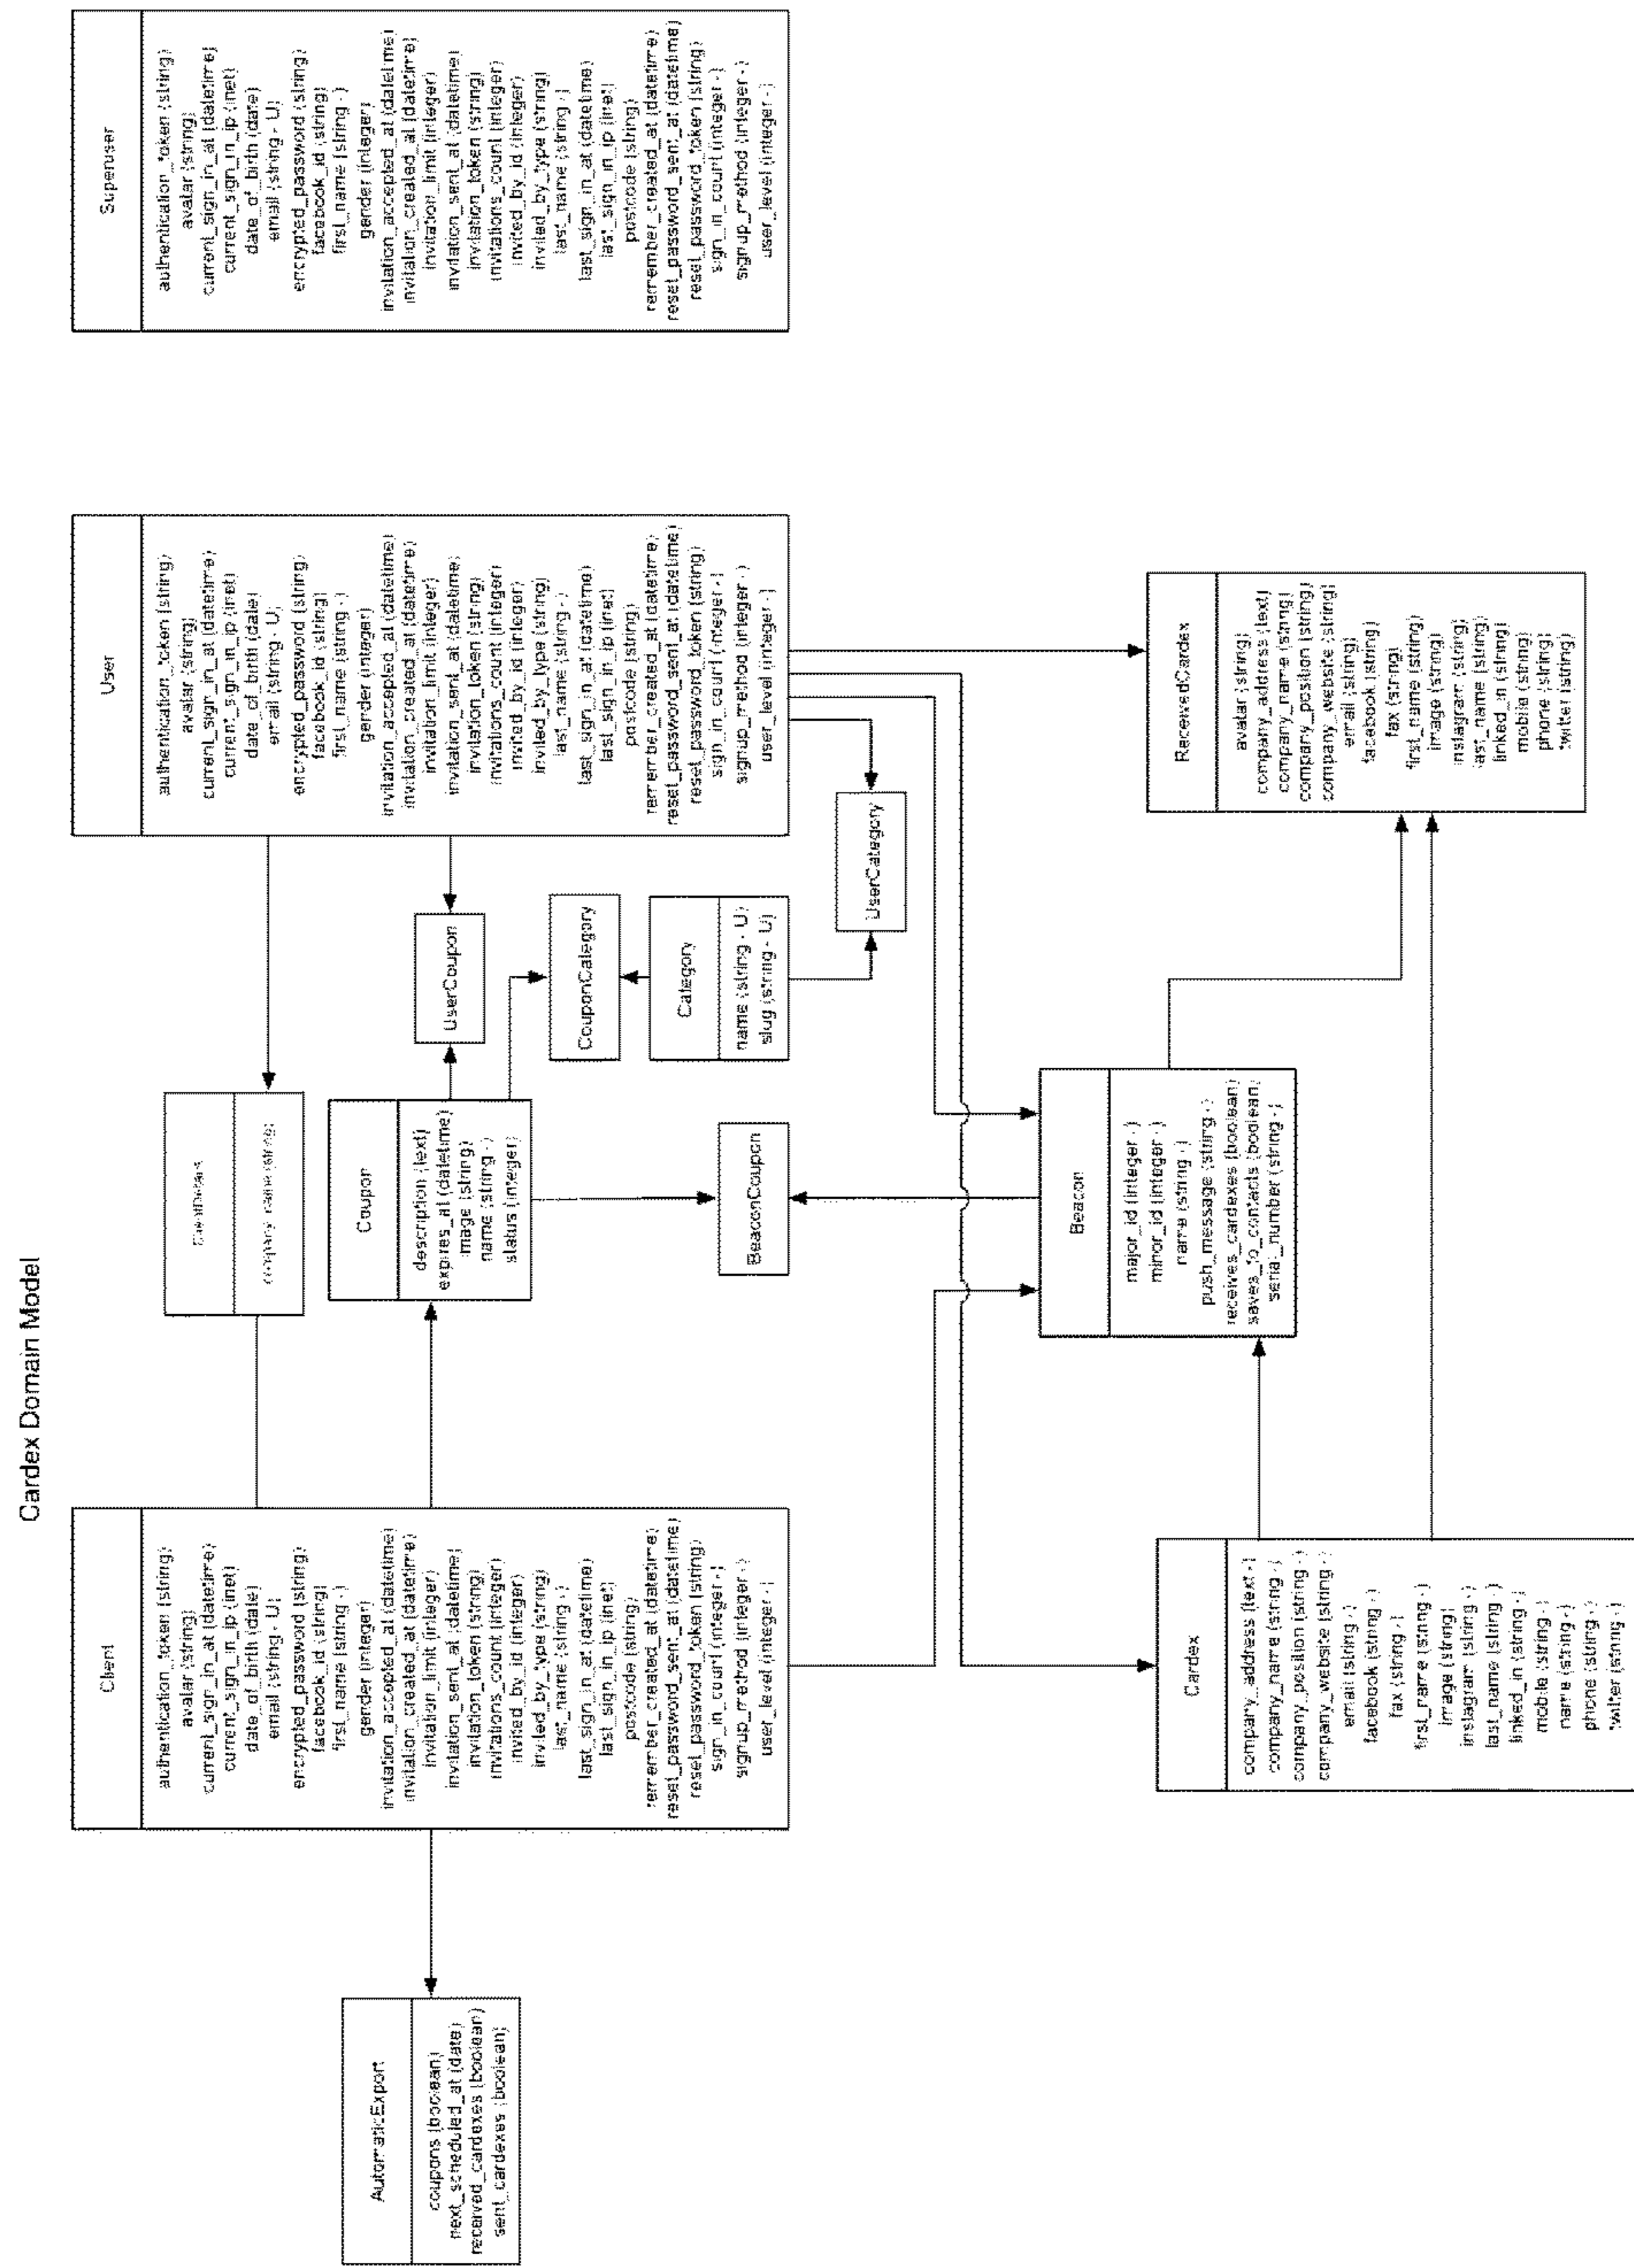 Cardex Domain Model
AutomaticExport
coupons (boolean)
next_scheduled_at (date)
received_cardexes (boolean)
sent_cardexes (boolean)
Client
authentication_token (string)
avatar (string)
current_sign_in_at (datetime)
current_sign_in_ip (inet)
date_of_birth (date)
email (string - U)
encrypted_password (string)
facebook_id (string)
first_name (string -)
gender (integer)
invitation_accepted_at (datetime)
invitation_created_at (datetime)
invitation_limit (integer)
invitation_sent_at (datetime)
invitation_token (string)
invitations_count (integer)
invited_by_id (integer)
invited_by_type (string)
last_name (string -)
last_sign_in_at (datetime)
last_sign_in_ip (inet)
postcode (string)
remember_created_at (datetime)
reset_password_sent_at (datetime)
reset_password_token (string)
sign_in_count (integer -)
signup_method (integer -)
user_level (integer -)
company_name (string)
Coupon
description (text)
expires_at (datetime)
image (string)
name (string -)
status (integer)
UserCoupon
CouponCategory
Category
name (string - U)
slug (string - U)
UserCategory
BeaconCoupon
User
authentication_token (string)
avatar (string)
current_sign_in_at (datetime)
current_sign_in_ip (inet)
date_of_birth (date)
email (string - U)
encrypted_password (string)
facebook_id (string)
first_name (string -)
gender (integer)
invitation_accepted_at (datetime)
invitation_created_at (datetime)
invitation_limit (integer)
invitation_sent_at (datetime)
invitation_token (string)
invitations_count (integer)
invited_by_id (integer)
invited_by_type (string)
last_name (string -)
last_sign_in_at (datetime)
last_sign_in_ip (inet)
postcode (string)
remember_created_at (datetime)
reset_password_sent_at (datetime)
reset_password_token (string)
sign_in_count (integer -)
signup_method (integer -)
user_level (integer -)
Superuser
authentication_token (string)
avatar (string)
current_sign_in_at (datetime)
current_sign_in_ip (inet)
date_of_birth (date)
email (string - U)
encrypted_password (string)
facebook_id (string)
first_name (string -)
gender (integer)
invitation_accepted_at (datetime)
invitation_created_at (datetime)
invitation_limit (integer)
invitation_sent_at (datetime)
invitation_token (string)
invitations_count (integer)
invited_by_id (integer)
invited_by_type (string)
last_name (string -)
last_sign_in_at (datetime)
last_sign_in_ip (inet)
postcode (string)
remember_created_at (datetime)
reset_password_sent_at (datetime)
reset_password_token (string)
sign_in_count (integer -)
signup_method (integer -)
user_level (integer -)
Cardex
company_address (text -)
company_name (string -)
company_position (string -)
company_website (string -)
email (string -)
facebook (string -)
fax (string -)
first_name (string -)
image (string)
instagram (string -)
last_name (string -)
linked_in (string -)
mobile (string -)
name (string -)
phone (string -)
twitter (string -)
Beacon
major_id (integer -)
minor_id (integer -)
name (string -)
push_message (string -)
receives_cardexes (boolean)
saves_to_contacts (boolean)
serial_number (string -)
ReceivedCardex
avatar (string)
company_address (text)
company_name (string)
company_position (string)
company_website (string)
email (string)
facebook (string)
fax (string)
first_name (string)
image (string)
instagram (string)
last_name (string)
linked_in (string)
mobile (string)
phone (string)
twitter (string)